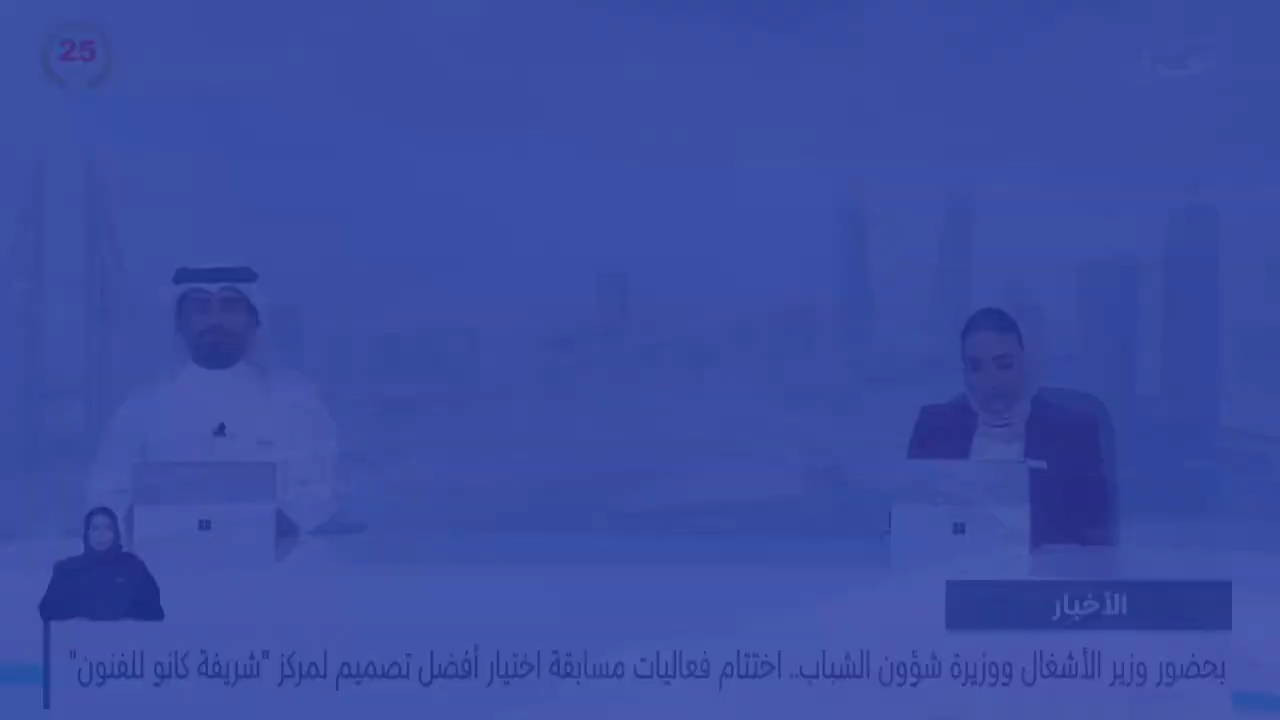 25
الأخبار
بحضور وزير الأشغال ووزيرة شؤون الشباب.. اختتام فعاليات مسابقة اختيار أفضل تصميم لمركز "شريفة كانو للفنون"